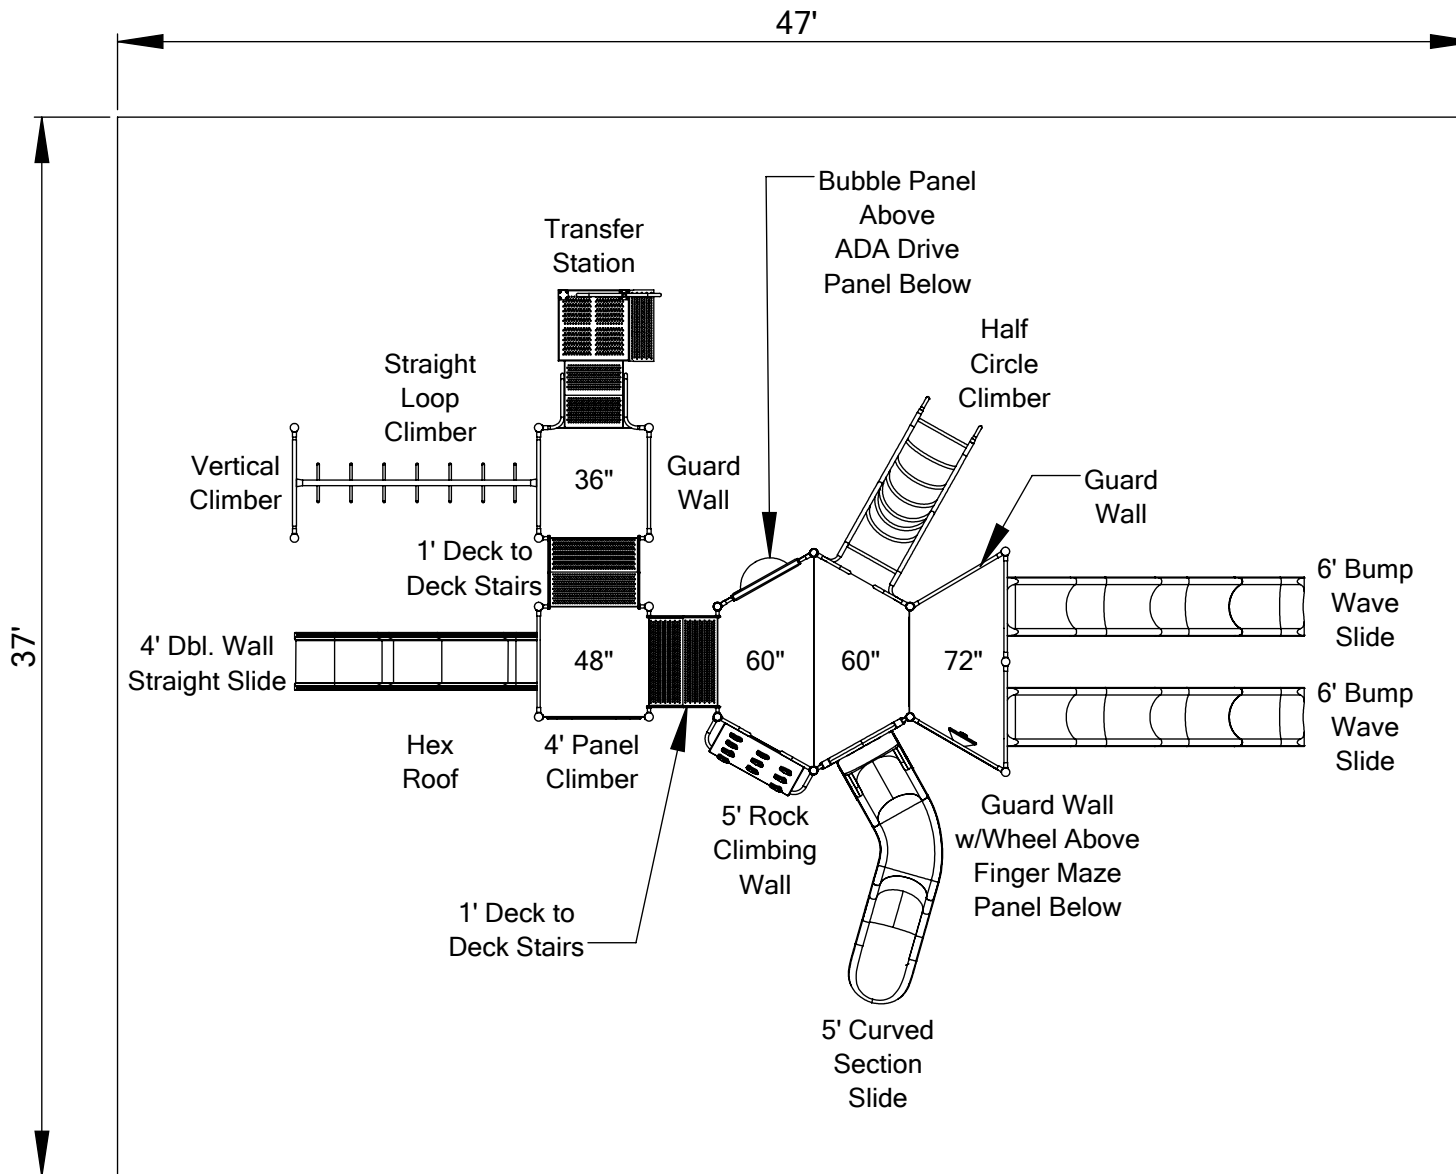 47'
37'
Bubble Panel
Above
ADA Drive
Panel Below
Transfer
Station
Half
Circle
Climber
Straight
Loop
Climber
Vertical
Climber
36"
Guard
Wall
Guard
Wall
1' Deck to
Deck Stairs
6' Bump
Wave
Slide
4' Dbl. Wall
Straight Slide
48"
60"
60"
72"
6' Bump
Wave
Slide
Hex
Roof
4' Panel
Climber
5' Rock
Climbing
Wall
Guard Wall
w/Wheel Above
Finger Maze
Panel Below
1' Deck to
Deck Stairs
5' Curved
Section
Slide